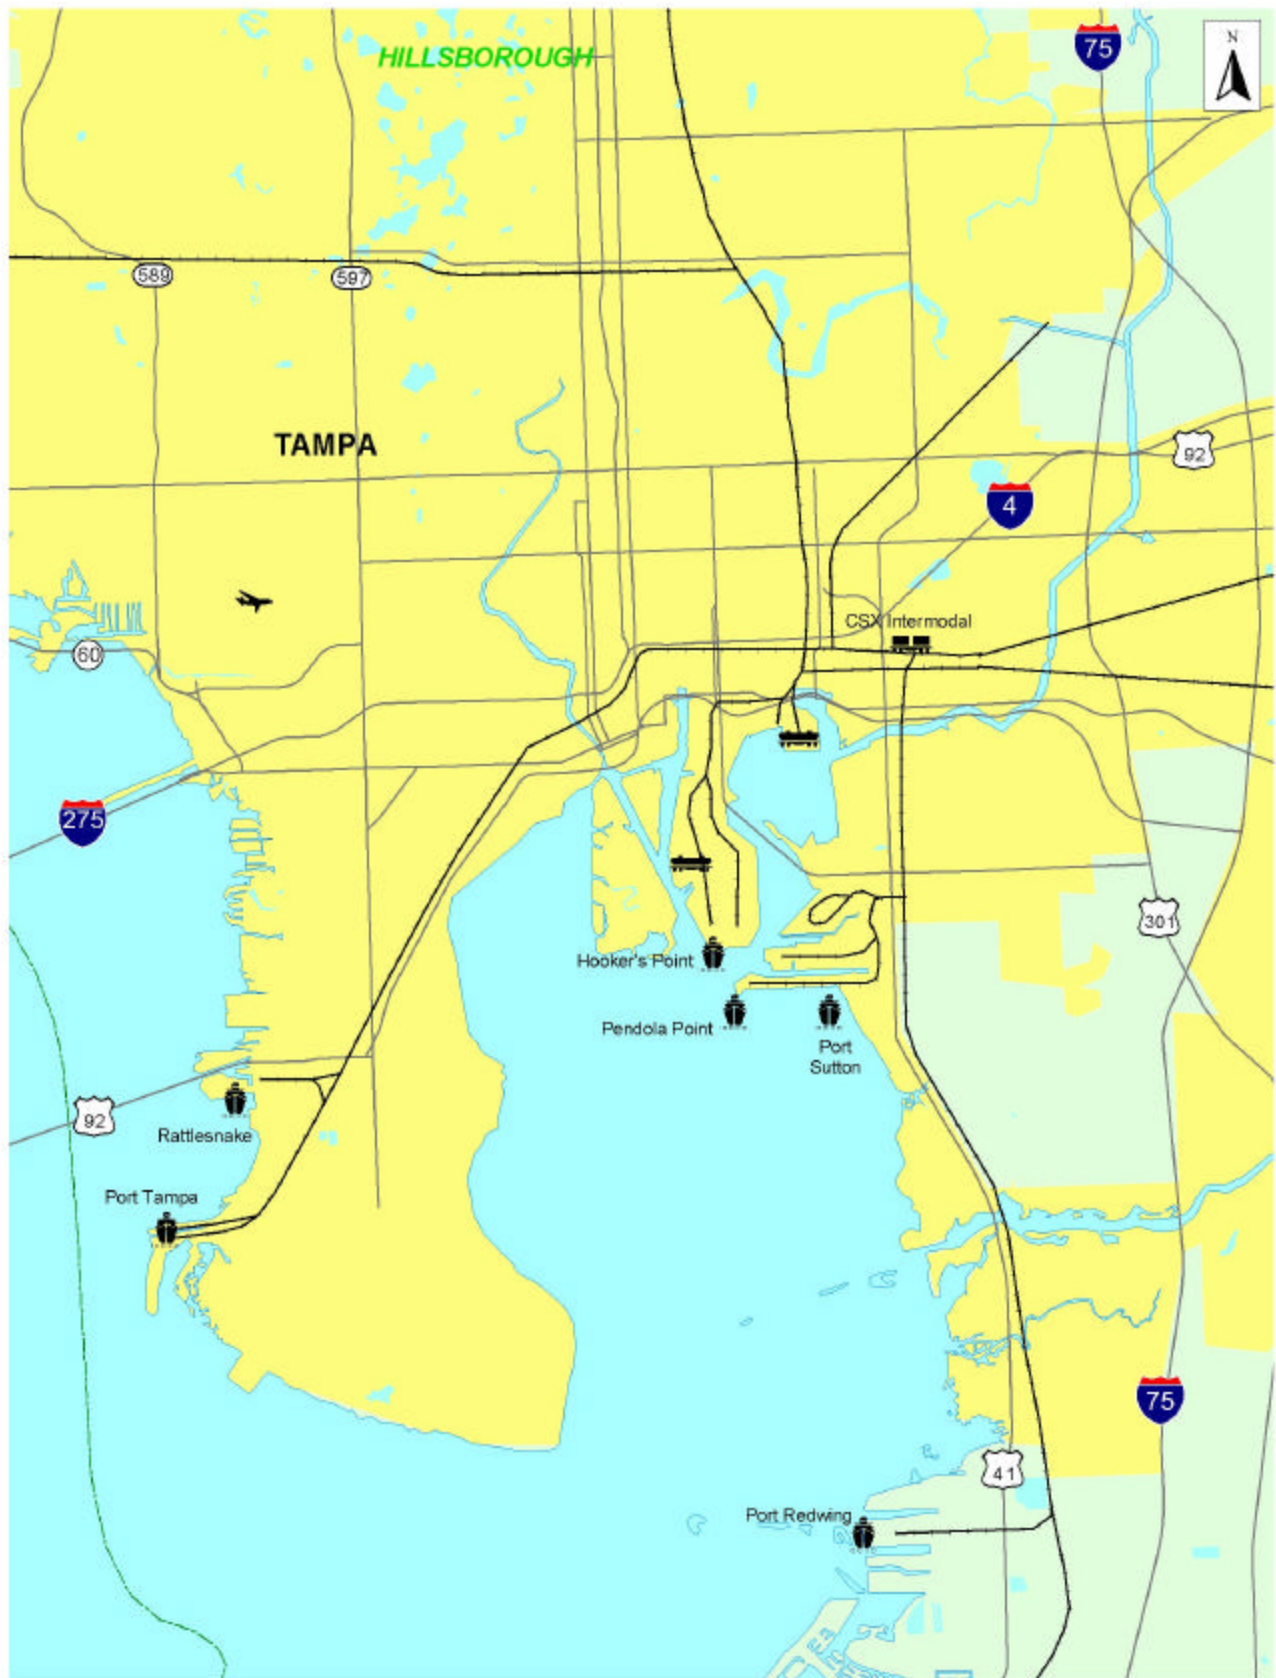 HILLSBOROUGH
75
N
589
597
TAMPA
92
4
CSX Intermodal
60
275
301
Hooker's Point
Pendola Point
Port
Sutton
92
Rattlesnake
Port Tampa
75
41
Port Redwing